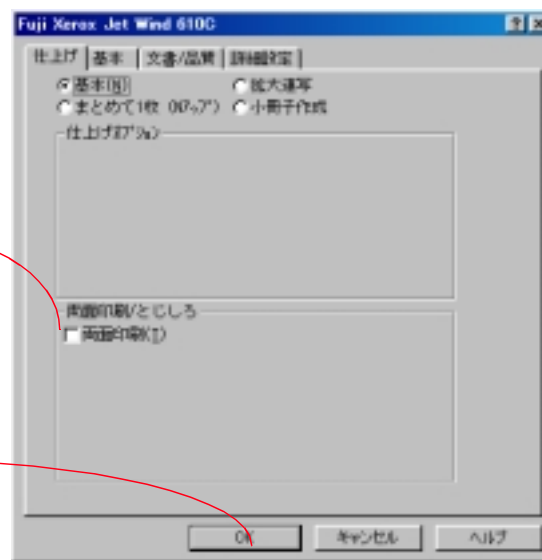 Fuji Xerox Jet Wind 610C
仕上げ 基本 文書/品質 詳細設定
基本(N) 拡大連写
まとめて1枚 (Nアップ) 小冊子作成
仕上げオプション
両面印刷/とじしろ
両面印刷(T)
OK キャンセル ヘルプ